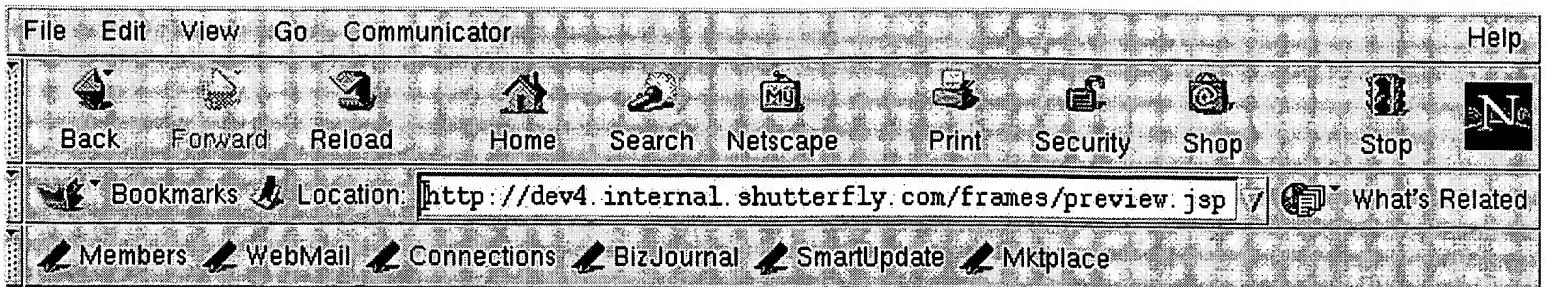 File Edit View Go Communicator Help
My N
Back Forward Reload Home Search Netscape Print Security Shop Stop
Bookmarks Location: http://dev4.internal.shutterfly.com/frames/preview.jsp What's Related
Members WebMail Connections BizJournal SmartUpdate Mktplace